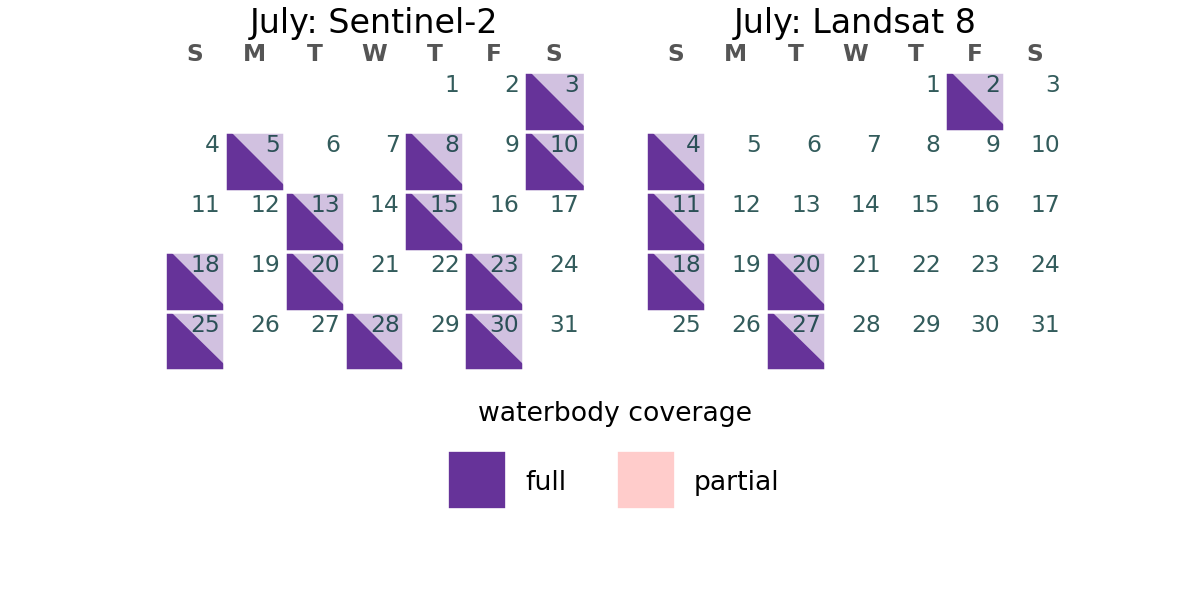 July: Sentinel-2
S M T W T F S
1 2 3
4 5 6 7 8 9 10
11 12 13 14 15 16 17
18 19 20 21 22 23 24
25 26 27 28 29 30 31
July: Landsat 8
S M T W T F S
1 2 3
4 5 6 7 8 9 10
11 12 13 14 15 16 17
18 19 20 21 22 23 24
25 26 27 28 29 30 31
waterbody coverage
full partial